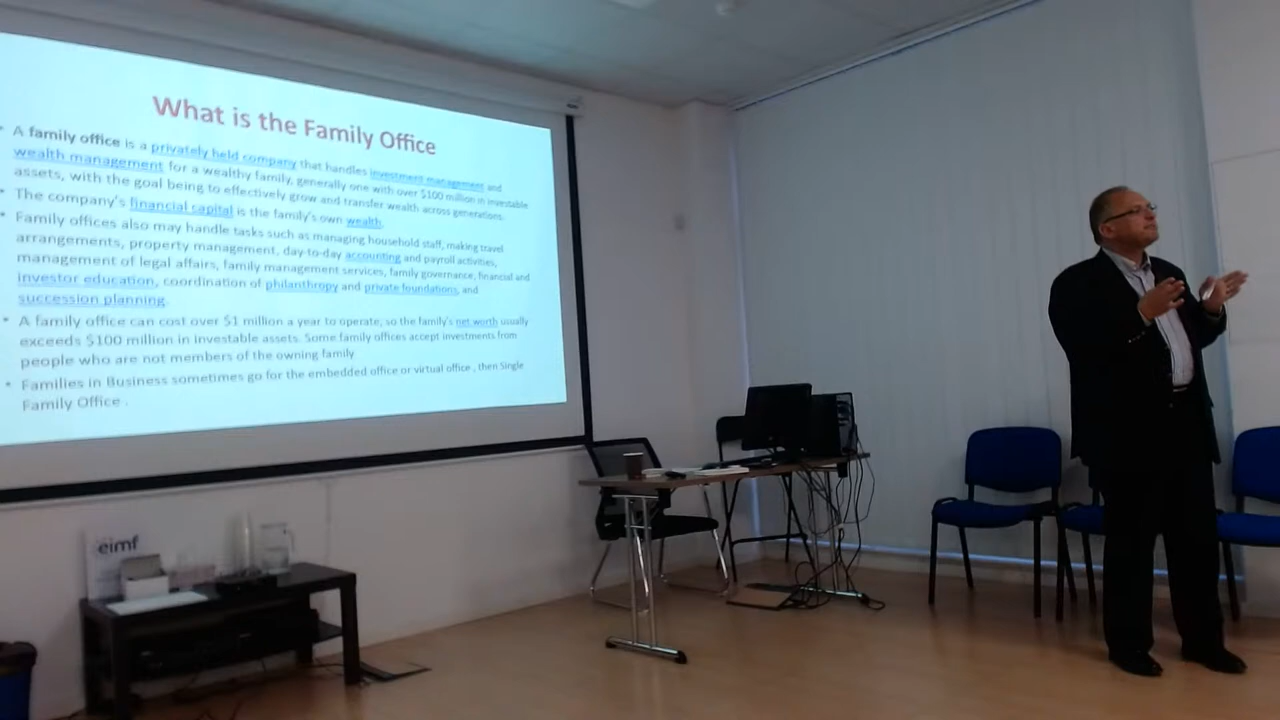 What is the Family Office
• A family office is a privately held company that handles investment management and
wealth management for a wealthy family, generally one with over $100 million in investable
assets, with the goal being to effectively grow and transfer wealth across generations.
• The company's financial capital is the family's own wealth.
• Family offices also may handle tasks such as managing household staff, making travel
arrangements, property management, day-to-day accounting and payroll activities,
management of legal affairs, family management services, family governance, financial and
investor education, coordination of philanthropy and private foundations, and
succession planning.
• A family office can cost over $1 million a year to operate, so the family's net worth usually
exceeds $100 million in investable assets. Some family offices accept investments from
people who are not members of the owning family
• Families in Business sometimes go for the embedded office or virtual office , then Single
Family Office .
eimf